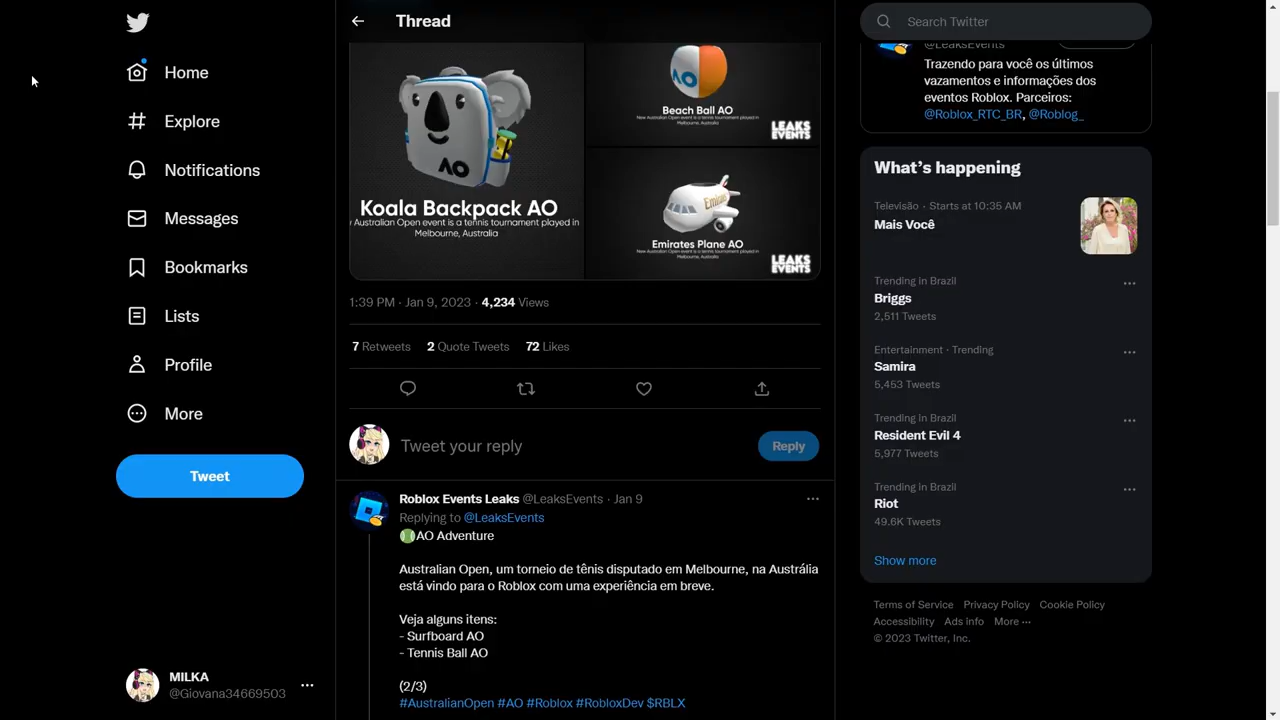 Home
Explore
Notifications
Messages
Bookmarks
Lists
Profile
More
Tweet
MILKA
@Giovana34669503
Thread
AO
Koala Backpack AO
Australian Open event is a tennis tournament played in
Melbourne, Australia
AO
Beach Ball AO
New Australian Open event is a tennis tournament played in
Melbourne, Australia
LEAKS
EVENTS
Emirates
Emirates Plane AO
New Australian Open event is a tennis tournament played in
Melbourne, Australia
LEAKS
EVENTS
1:39 PM · Jan 9, 2023 · 4,234 Views
7 Retweets 2 Quote Tweets 72 Likes
Tweet your reply
Reply
Roblox Events Leaks @LeaksEvents · Jan 9
Replying to @LeaksEvents
AO Adventure
Australian Open, um torneio de tênis disputado em Melbourne, na Austrália
está vindo para o Roblox com uma experiência em breve.
Veja alguns itens:
- Surfboard AO
- Tennis Ball AO
(2/3)
#AustralianOpen #AO #Roblox #RobloxDev $RBLX
Search Twitter
@LeaksEvents
Trazendo para você os últimos
vazamentos e informações dos
eventos Roblox. Parceiros:
@Roblox_RTC_BR, @Roblog_
What's happening
Televisão · Starts at 10:35 AM
Mais Você
Trending in Brazil
Briggs
2,511 Tweets
Entertainment · Trending
Samira
5,453 Tweets
Trending in Brazil
Resident Evil 4
5,977 Tweets
Trending in Brazil
Riot
49.6K Tweets
Show more
Terms of Service Privacy Policy Cookie Policy
Accessibility Ads info More ···
© 2023 Twitter, Inc.